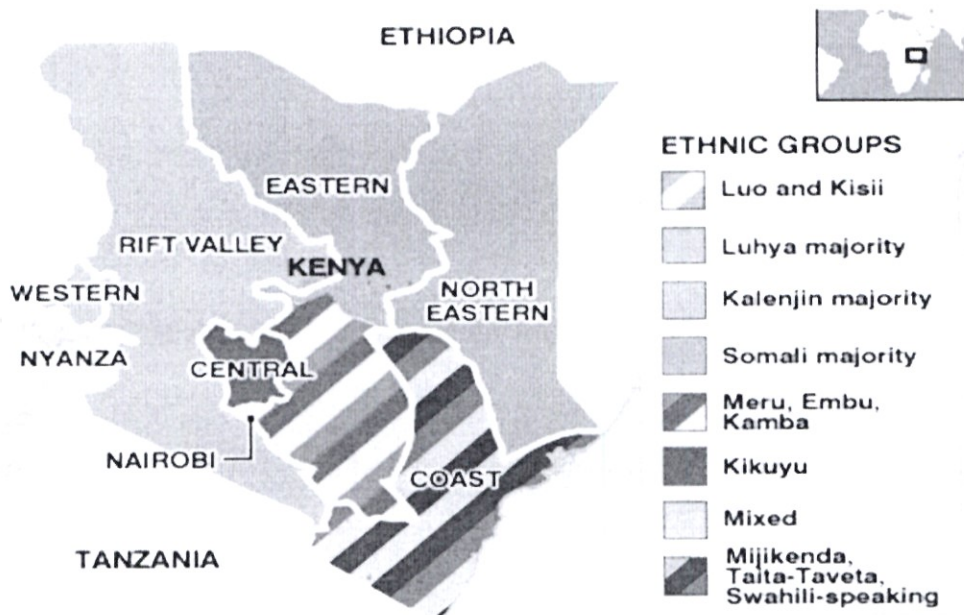 ETHIOPIA
EASTERN
RIFT VALLEY
KENYA
WESTERN
NORTH
EASTERN
NYANZA
CENTRAL
NAIROBI
COAST
TANZANIA
ETHNIC GROUPS
Luo and Kisii
Luhya majority
Kalenjin majority
Somali majority
Meru, Embu,
Kamba
Kikuyu
Mixed
Mijikenda,
Taita-Taveta,
Swahili-speaking